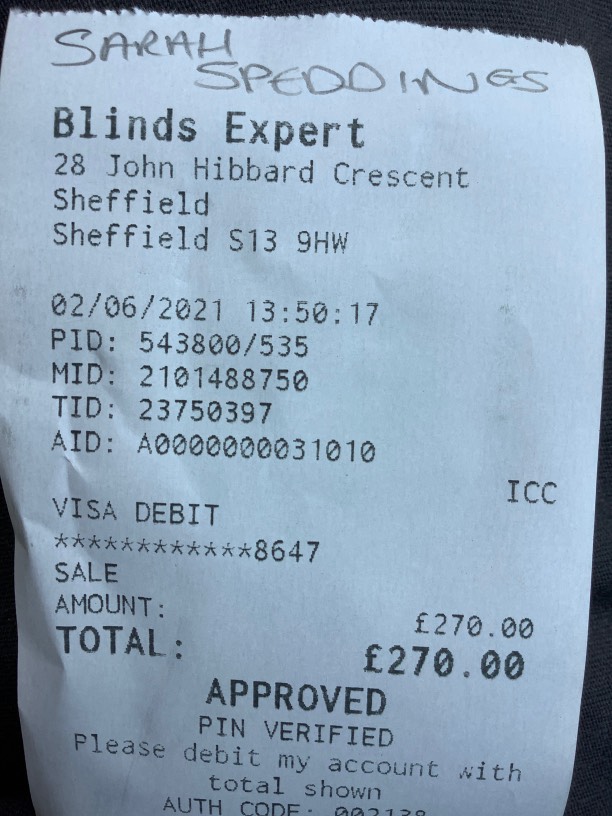 SARAH
SPEDDINGS
Blinds Expert
28 John Hibbard Crescent
Sheffield
Sheffield S13 9HW
02/06/2021 13:50:17
PID: 543800/535
MID: 2101488750
TID: 23750397
AID: A0000000031010
ICC
VISA DEBIT
************8647
SALE
AMOUNT: £270.00
TOTAL: £270.00
APPROVED
PIN VERIFIED
Please debit my account with
total shown
AUTH CODE: